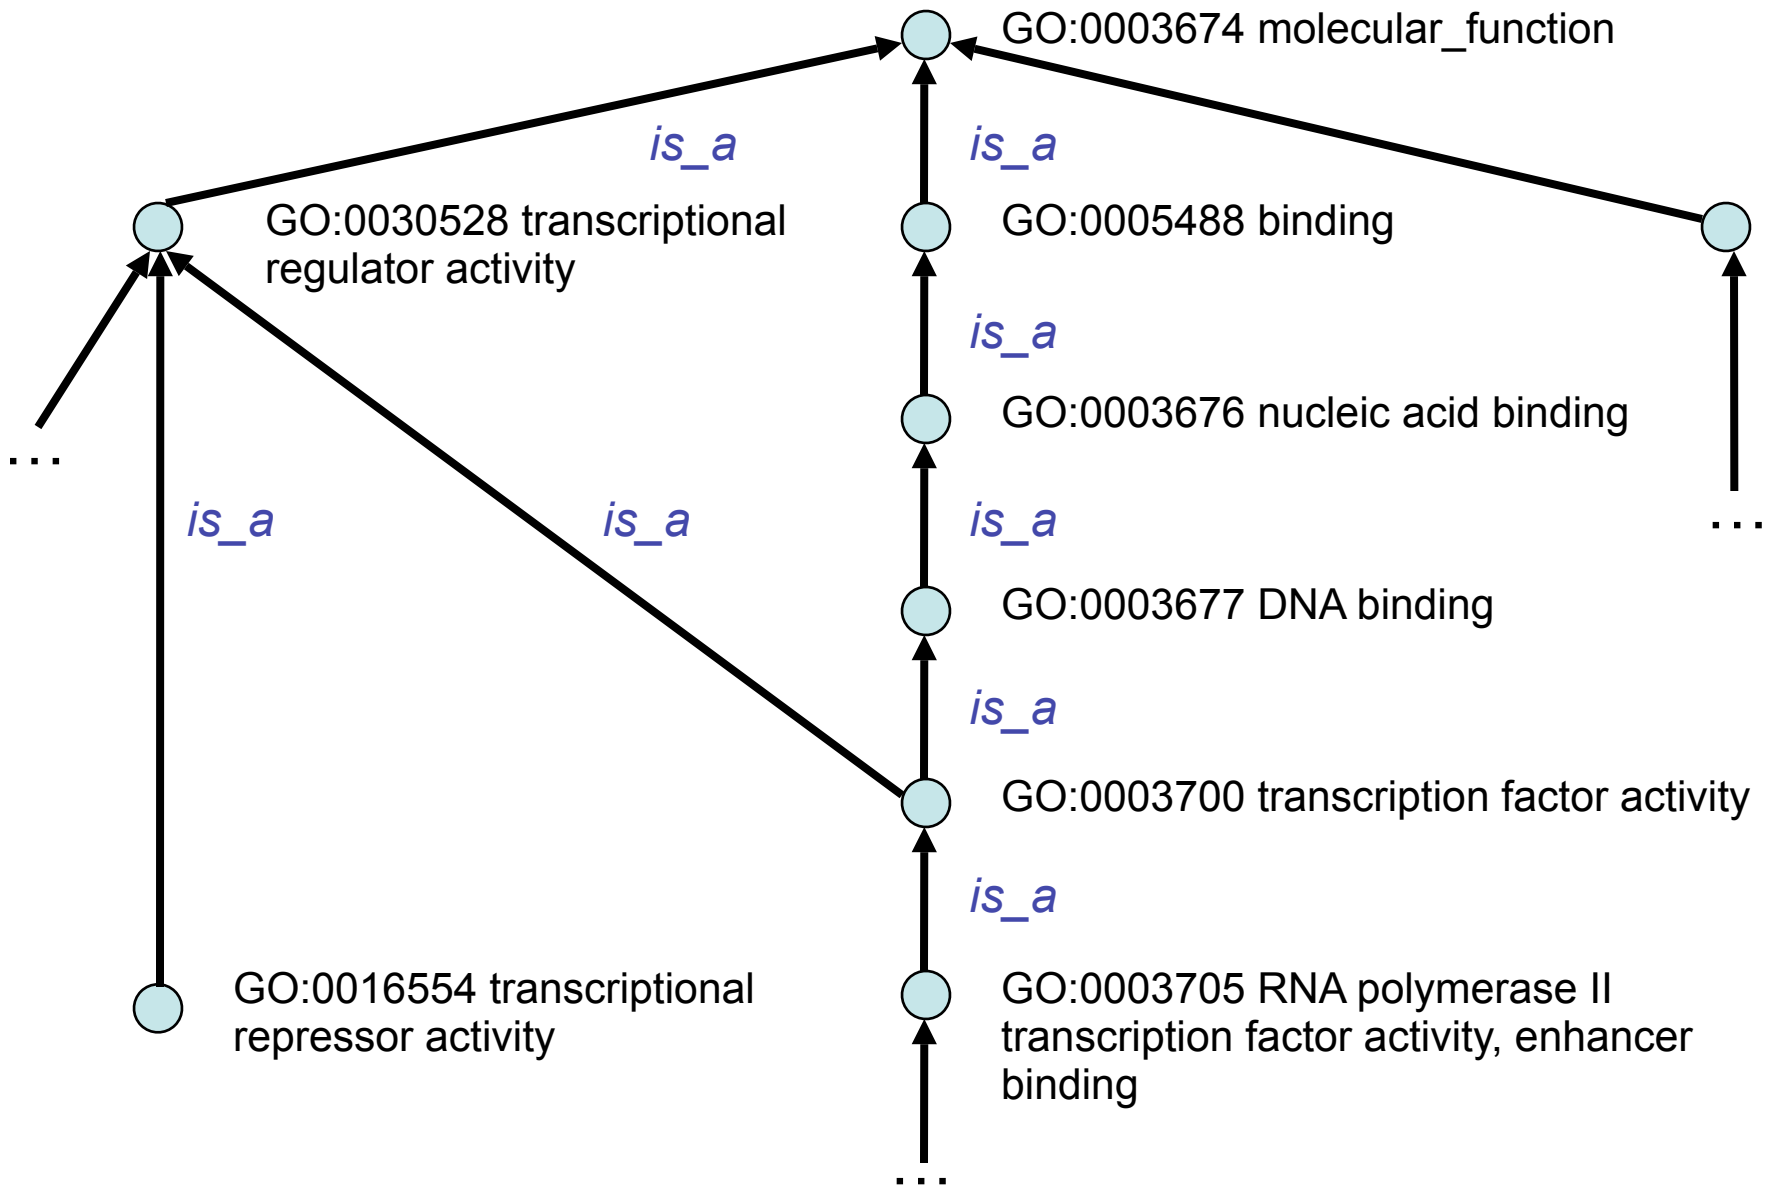 GO:0003674 molecular_function
is_a
is_a
GO:0030528 transcriptional
regulator activity
GO:0005488 binding
is_a
GO:0003676 nucleic acid binding
...
is_a
is_a
is_a
...
GO:0003677 DNA binding
is_a
GO:0003700 transcription factor activity
is_a
GO:0016554 transcriptional
repressor activity
GO:0003705 RNA polymerase II
transcription factor activity, enhancer
binding
...